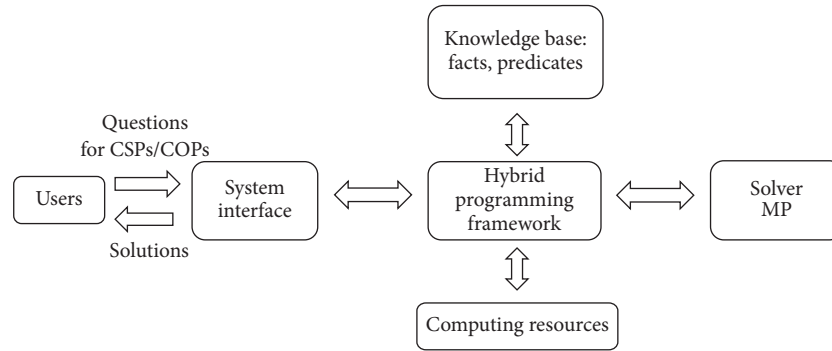 Knowledge base:
facts, predicates
Questions
for CSPs/COPs
Users
System
interface
Solutions
Hybrid
programming
framework
Solver
MP
Computing resources